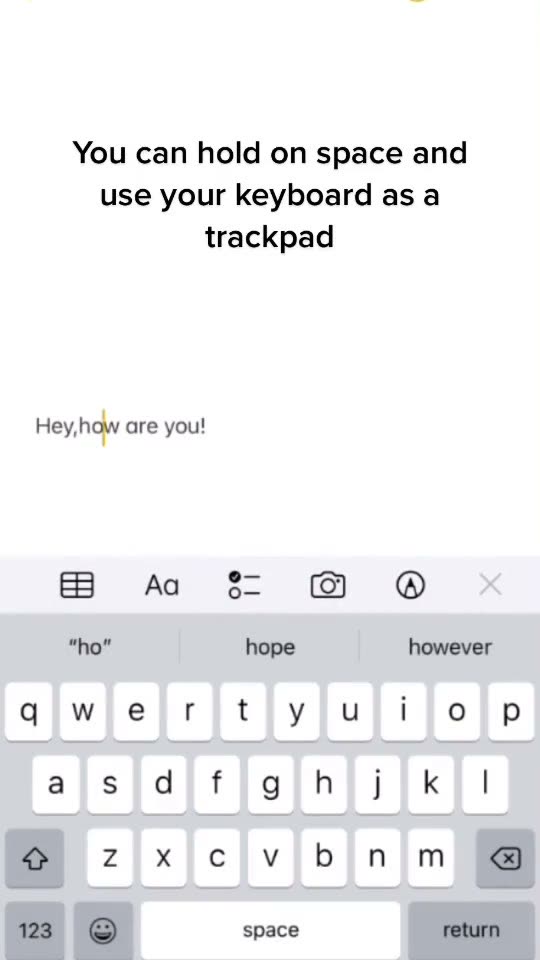 You can hold on space and
use your keyboard as a
trackpad
Hey,how are you!
Aa
“ho” hope however
q w e r t y u i o p
a s d f g h j k l
z x c v b n m
123 space return